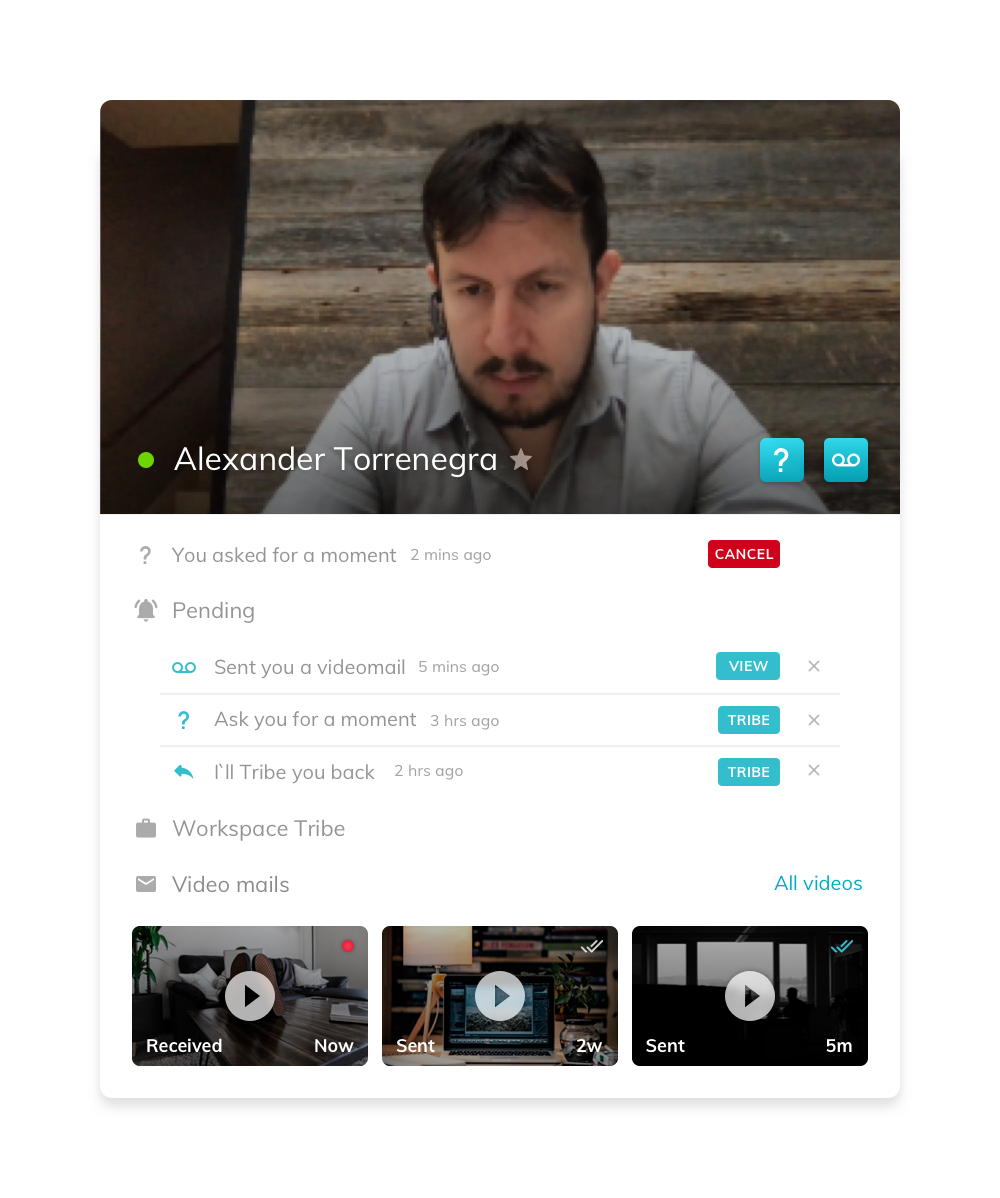 Alexander Torrenegra
?
? You asked for a moment 2 mins ago CANCEL
Pending
Sent you a videomail 5 mins ago VIEW ×
? Ask you for a moment 3 hrs ago TRIBE ×
I`ll Tribe you back 2 hrs ago TRIBE ×
Workspace Tribe
Video mails All videos
Received Now
Sent 2w
Sent 5m